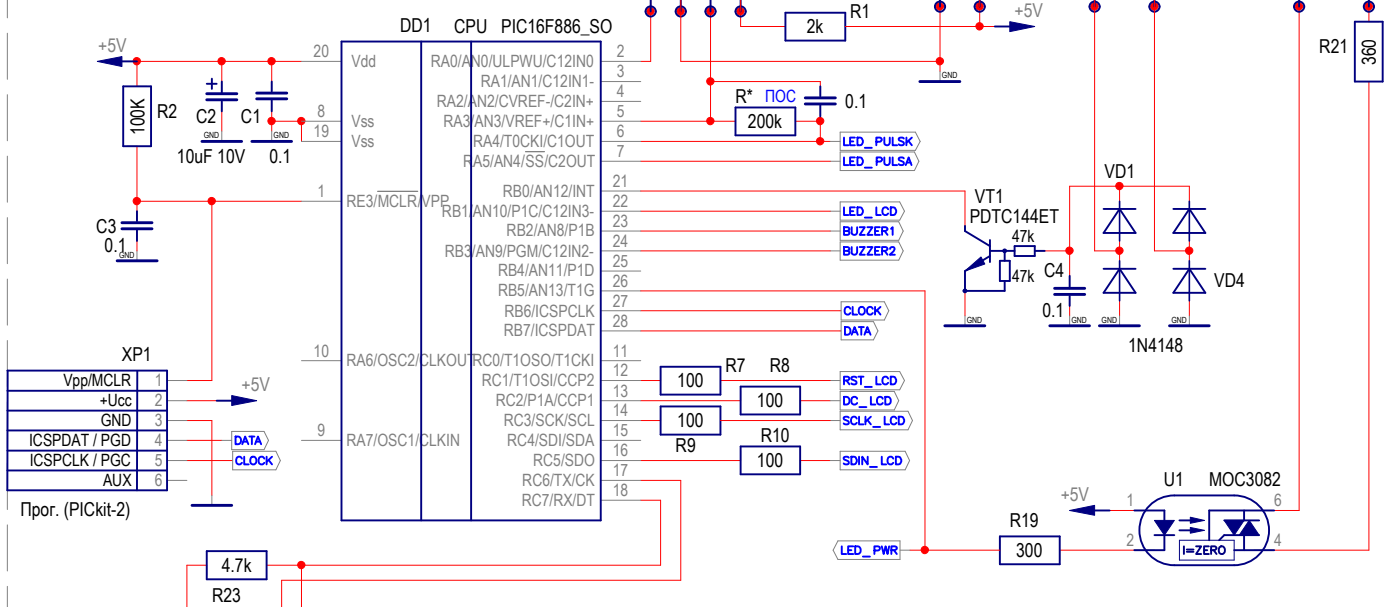 R1
2k
+5V
R21
360
DD1 CPU PIC16F886_SO
+5V
20 Vdd
8 Vss
19 Vss
1 RE3/MCLR/VPP
10 RA6/OSC2/CLKOUT
9 RA7/OSC1/CLKIN
RA0/AN0/ULPWU/C12IN0 2
RA1/AN1/C12IN1- 3
RA2/AN2/CVREF-/C2IN+ 4
RA3/AN3/VREF+/C1IN+ 5
RA4/T0CKI/C1OUT 6
RA5/AN4/SS/C2OUT 7
RB0/AN12/INT 21
RB1/AN10/P1C/C12IN3- 22
RB2/AN8/P1B 23
RB3/AN9/PGM/C12IN2- 24
RB4/AN11/P1D 25
RB5/AN13/T1G 26
RB6/ICSPCLK 27
RB7/ICSPDAT 28
RC0/T1OSO/T1CKI 11
RC1/T1OSI/CCP2 12
RC2/P1A/CCP1 13
RC3/SCK/SCL 14
RC4/SDI/SDA 15
RC5/SDO 16
RC6/TX/CK 17
RC7/RX/DT 18
R2
100K
+
C2
GND
10uF 10V
C1
GND
0.1
C3
0.1
GND
GND
R* ПОС
200k
0.1
LED_PULSK
LED_PULSA
LED_LCD
BUZZER1
BUZZER2
CLOCK
DATA
R7
100
R8
100
R9
100
R10
100
RST_LCD
DC_LCD
SCLK_LCD
SDIN_LCD
VT1
PDTC144ET
47k
47k
GND
C4
0.1
GND
VD1
VD4
GND
GND
1N4148
XP1
Vpp/MCLR 1
+Ucc 2
GND 3
ICSPDAT / PGD 4
ICSPCLK / PGC 5
AUX 6
+5V
DATA
CLOCK
Прог. (PICkit-2)
4.7k
R23
LED_PWR
R19
300
+5V
U1 MOC3082
1
2
6
4
I=ZERO